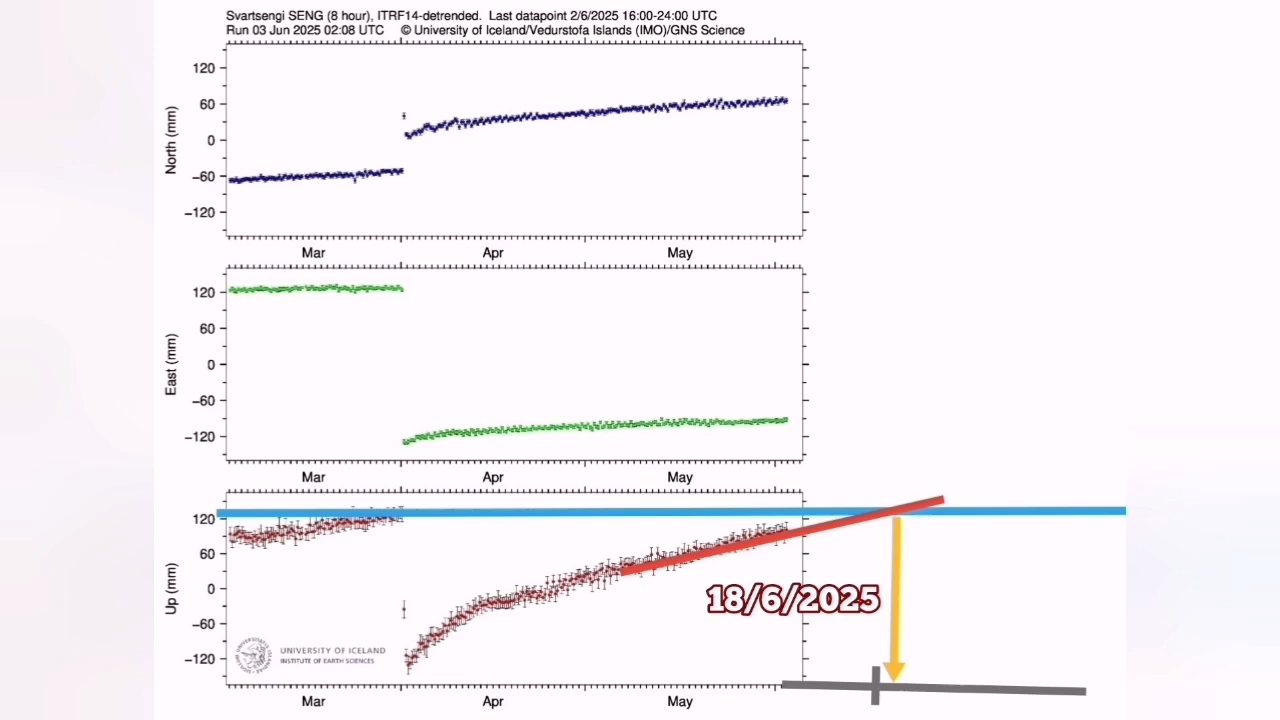 Svartsengi SENG (8 hour), ITRF14-detrended. Last datapoint 2/6/2025 16:00-24:00 UTC
Run 03 Jun 2025 02:08 UTC © University of Iceland/Vedurstofa Islands (IMO)/GNS Science
North (mm)
120
60
0
−60
−120
Mar Apr May
East (mm)
120
60
0
−60
−120
Mar Apr May
Up (mm)
120
60
0
−60
−120
18/6/2025
UNIVERSITY OF ICELAND
INSTITUTE OF EARTH SCIENCES
Mar Apr May